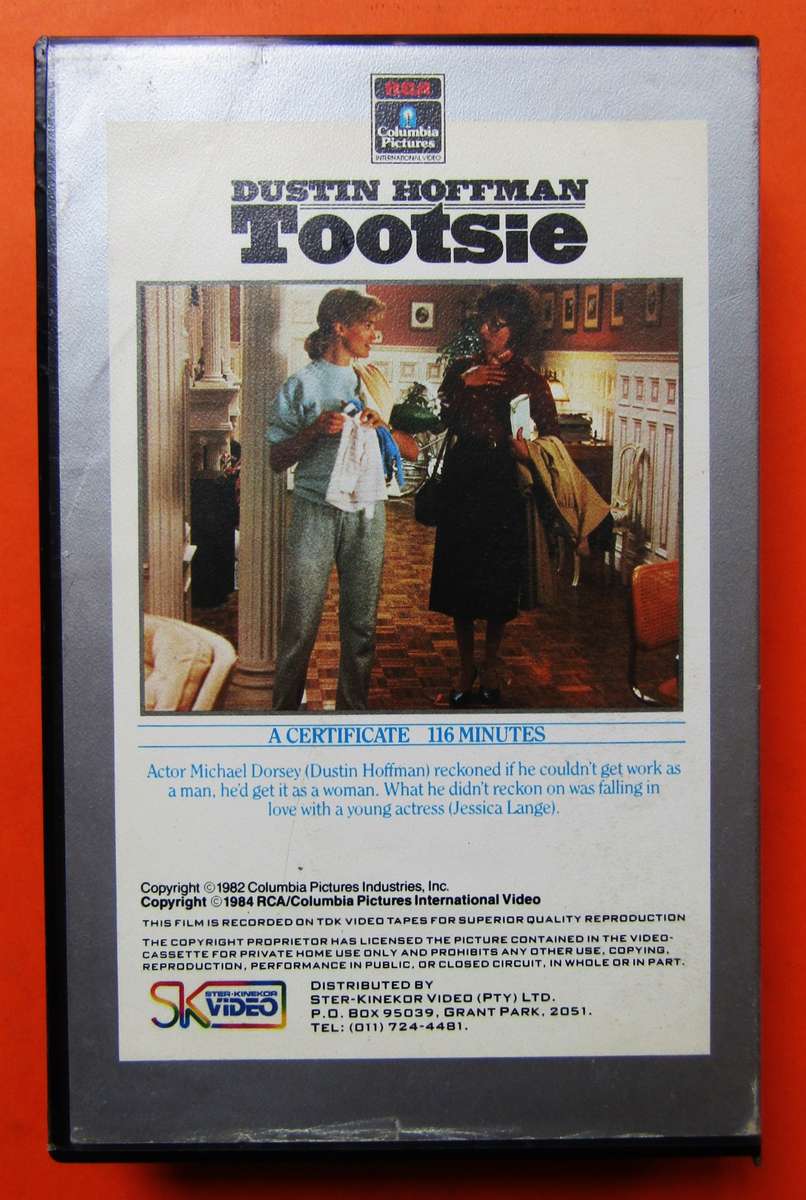 RCA
Columbia
Pictures
INTERNATIONAL VIDEO
DUSTIN HOFFMAN
Tootsie
A CERTIFICATE 116 MINUTES
Actor Michael Dorsey (Dustin Hoffman) reckoned if he couldn't get work as
a man, he'd get it as a woman. What he didn't reckon on was falling in
love with a young actress (Jessica Lange).
Copyright ©1982 Columbia Pictures Industries, Inc.
Copyright ©1984 RCA/Columbia Pictures International Video
THIS FILM IS RECORDED ON TDK VIDEO TAPES FOR SUPERIOR QUALITY REPRODUCTION
THE COPYRIGHT PROPRIETOR HAS LICENSED THE PICTURE CONTAINED IN THE VIDEO-
CASSETTE FOR PRIVATE HOME USE ONLY AND PROHIBITS ANY OTHER USE, COPYING,
REPRODUCTION, PERFORMANCE IN PUBLIC, OR CLOSED CIRCUIT, IN WHOLE OR IN PART.
SK STER-KINEKOR VIDEO
DISTRIBUTED BY
STER-KINEKOR VIDEO (PTY) LTD.
P.O. BOX 95039, GRANT PARK, 2051.
TEL: (011) 724-4481.